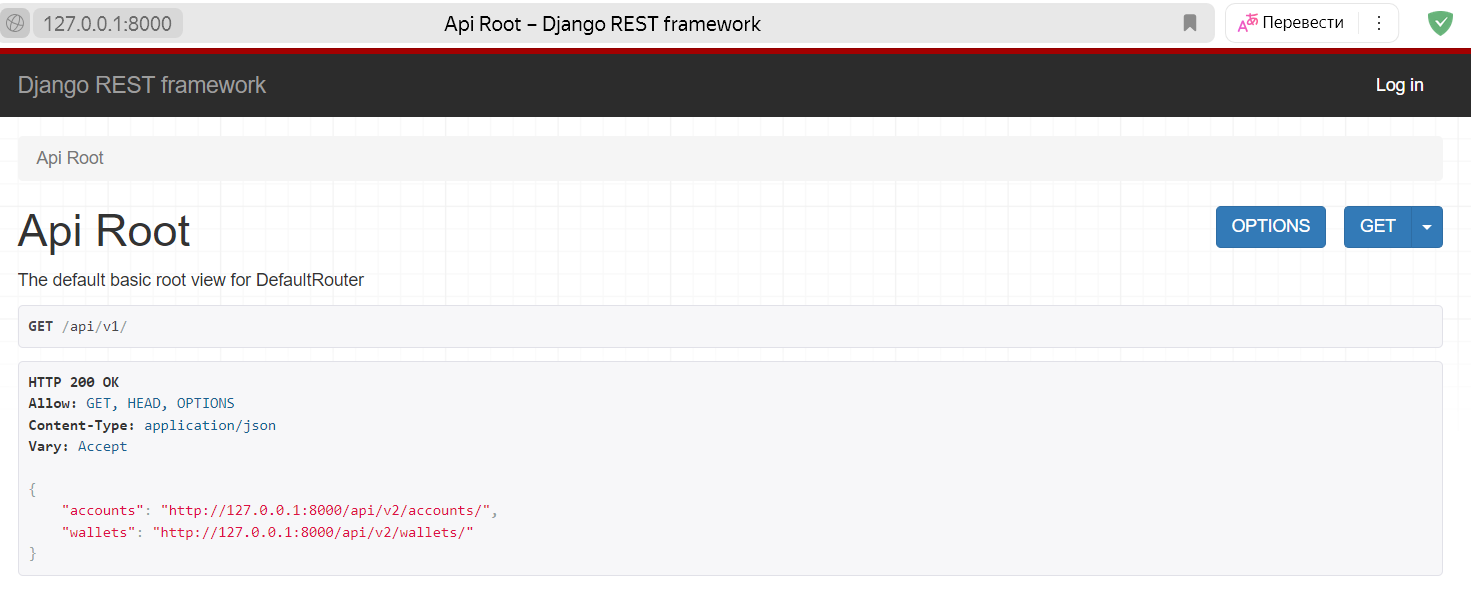 127.0.0.1:8000 Api Root – Django REST framework Перевести
Django REST framework Log in
Api Root
Api Root OPTIONS GET
The default basic root view for DefaultRouter
GET /api/v1/
HTTP 200 OK
Allow: GET, HEAD, OPTIONS
Content-Type: application/json
Vary: Accept
{
    "accounts": "http://127.0.0.1:8000/api/v2/accounts/",
    "wallets": "http://127.0.0.1:8000/api/v2/wallets/"
}